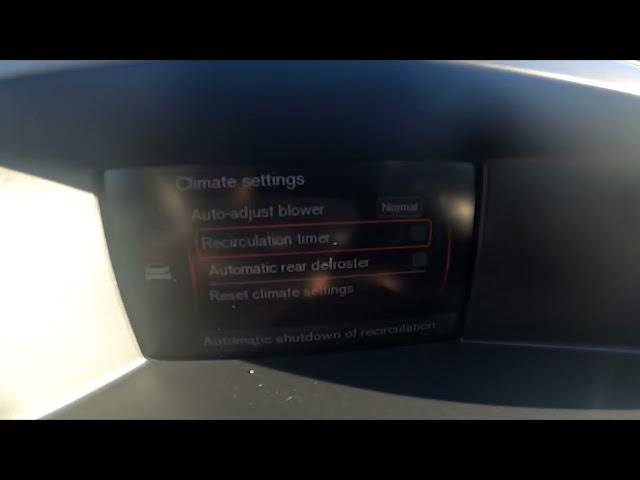 Climate settings
Auto-adjust blower Normal
Recirculation timer
Automatic rear defroster
Reset climate settings
Automatic shutdown of recirculation